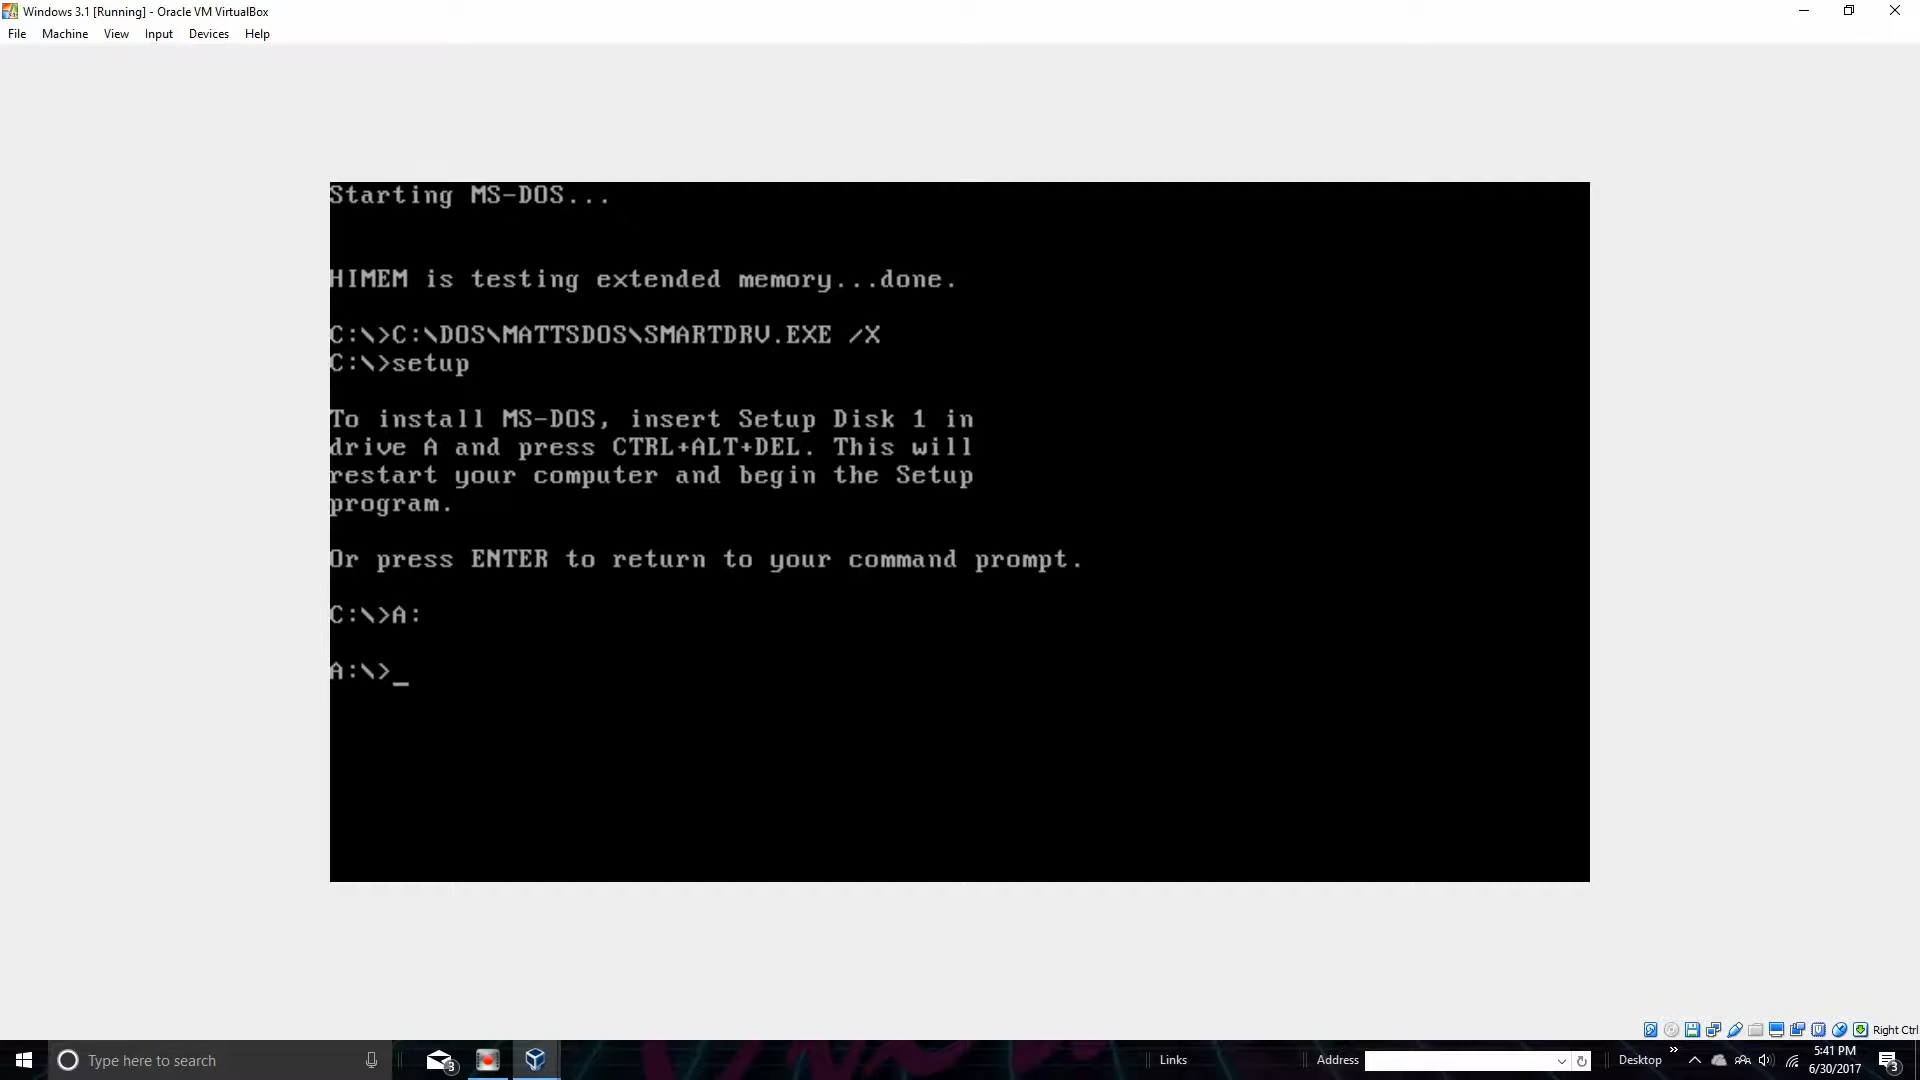 Windows 3.1 [Running] - Oracle VM VirtualBox
File Machine View Input Devices Help
Starting MS-DOS...
HIMEM is testing extended memory...done.
C:\>C:\DOS\MATTSDOS\SMARTDRV.EXE /X
C:\>setup
To install MS-DOS, insert Setup Disk 1 in
drive A and press CTRL+ALT+DEL. This will
restart your computer and begin the Setup
program.
Or press ENTER to return to your command prompt.
C:\>A:
A:\>_
Right Ctrl
Type here to search
3
Links
Address
Desktop
5:41 PM
6/30/2017
3